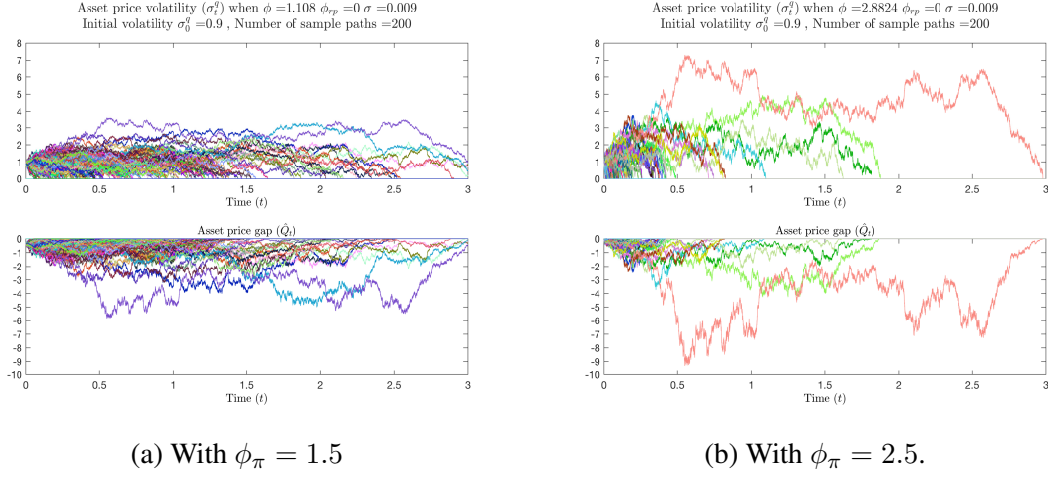 Asset price volatility (σ_t^q) when φ =1.108 φ_rp =0 σ =0.009
Initial volatility σ_0^q =0.9 , Number of sample paths =200
8
7
6
5
4
3
2
1
0
0 0.5 1 1.5 2 2.5 3
Time (t)
Asset price gap (Q̂_t)
0
-1
-2
-3
-4
-5
-6
-7
-8
-9
-10
0 0.5 1 1.5 2 2.5 3
Time (t)
(a) With φ_π = 1.5
Asset price volatility (σ_t^q) when φ =2.8824 φ_rp =0 σ =0.009
Initial volatility σ_0^q =0.9 , Number of sample paths =200
8
7
6
5
4
3
2
1
0
0 0.5 1 1.5 2 2.5 3
Time (t)
Asset price gap (Q̂_t)
0
-1
-2
-3
-4
-5
-6
-7
-8
-9
-10
0 0.5 1 1.5 2 2.5 3
Time (t)
(b) With φ_π = 2.5.